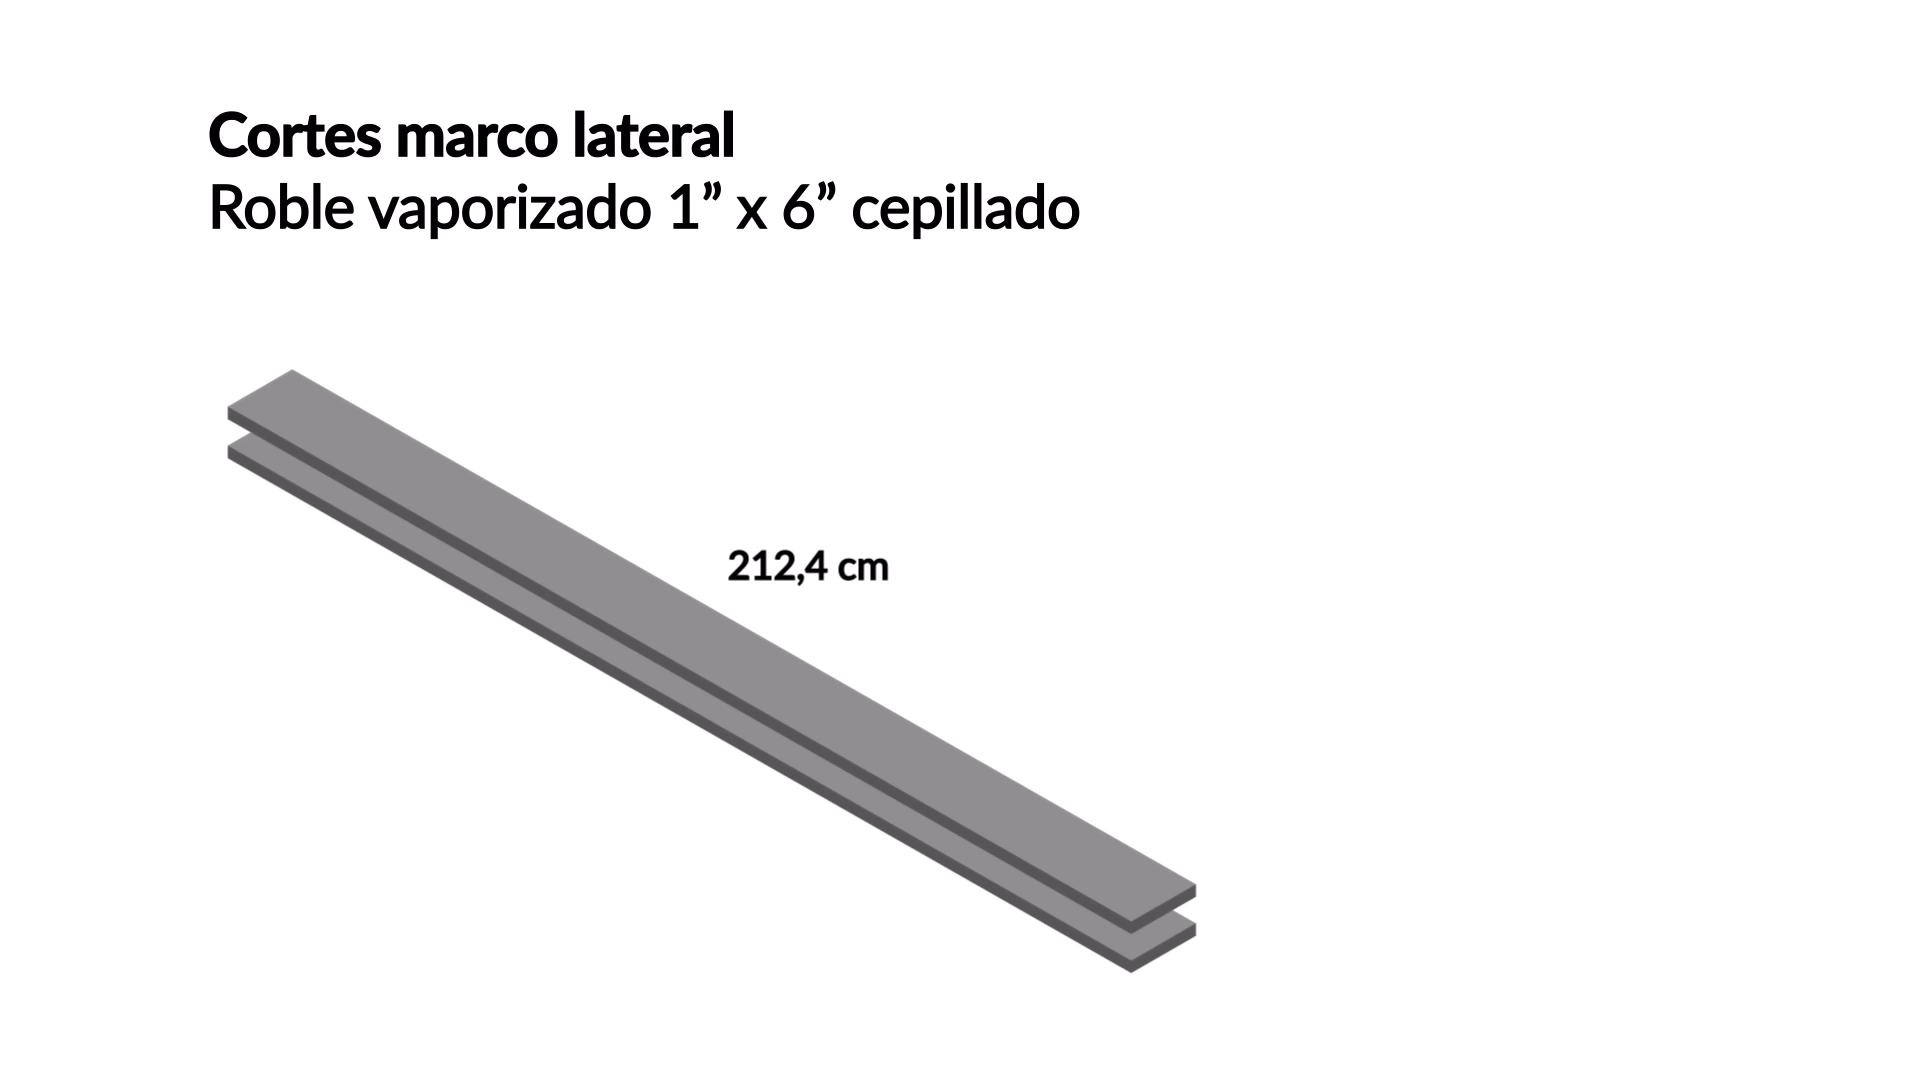 Cortes marco lateral
Roble vaporizado 1” x 6” cepillado
212,4 cm